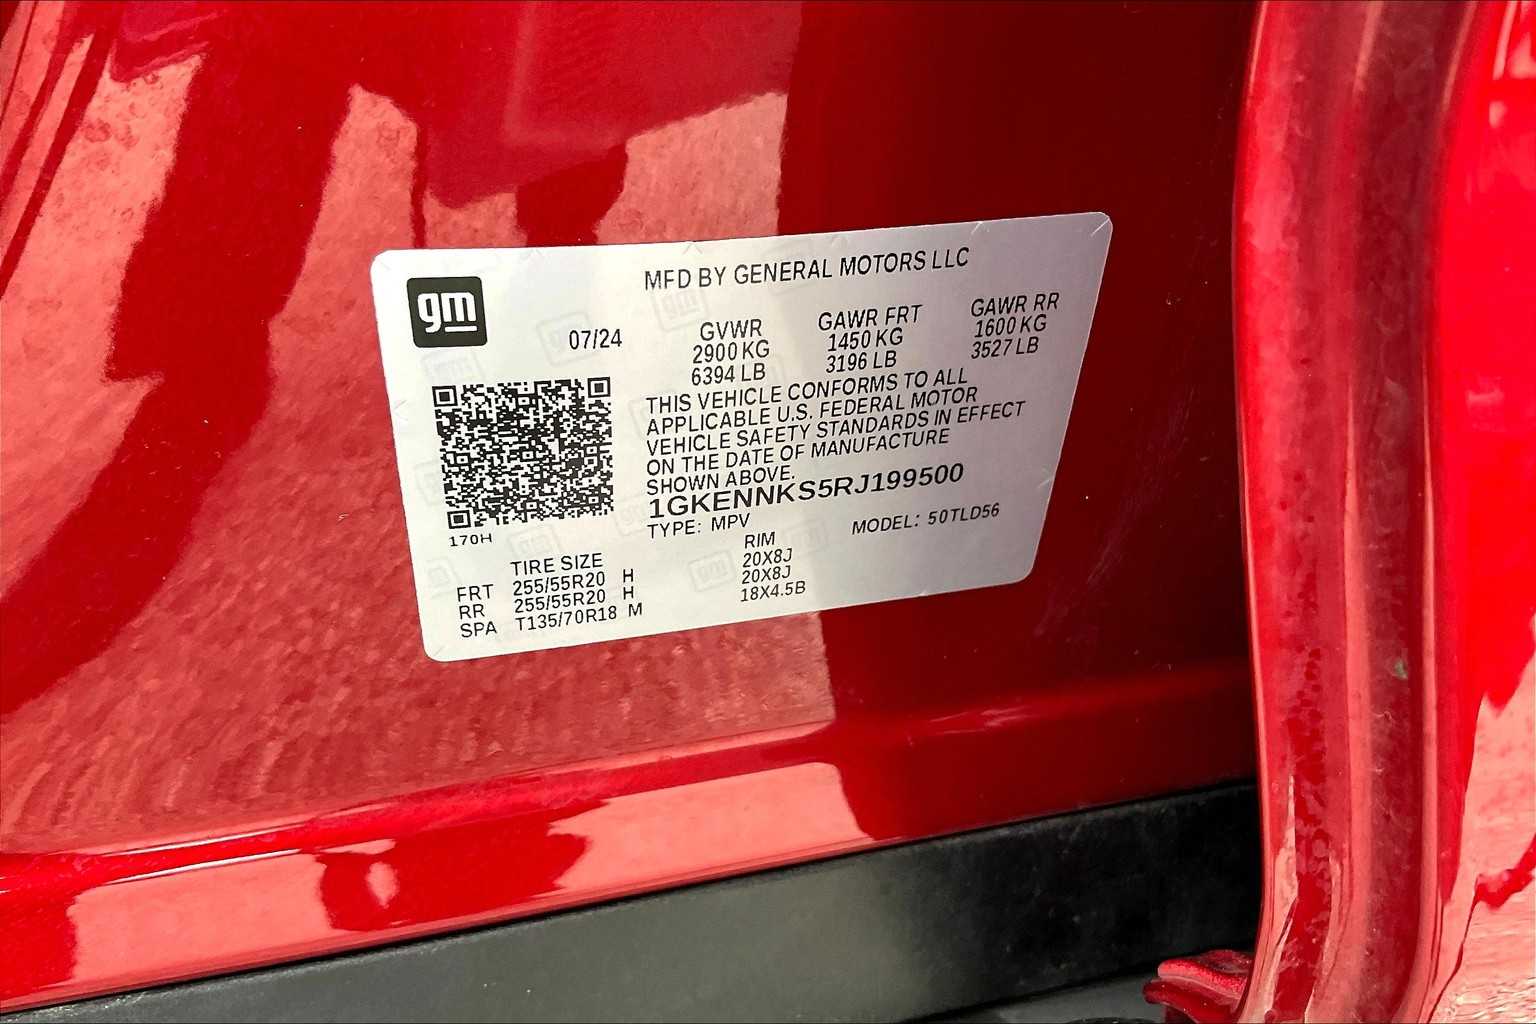 gm
MFD BY GENERAL MOTORS LLC
07/24
GVWR
2900 KG
6394 LB
GAWR FRT
1450 KG
3196 LB
GAWR RR
1600 KG
3527 LB
THIS VEHICLE CONFORMS TO ALL
APPLICABLE U.S. FEDERAL MOTOR
VEHICLE SAFETY STANDARDS IN EFFECT
ON THE DATE OF MANUFACTURE
SHOWN ABOVE.
1GKENNKS5RJ199500
TYPE: MPV MODEL: 50TLD56
170H
TIRE SIZE RIM
FRT 255/55R20 H 20X8J
RR 255/55R20 H 20X8J
SPA T135/70R18 M 18X4.5B